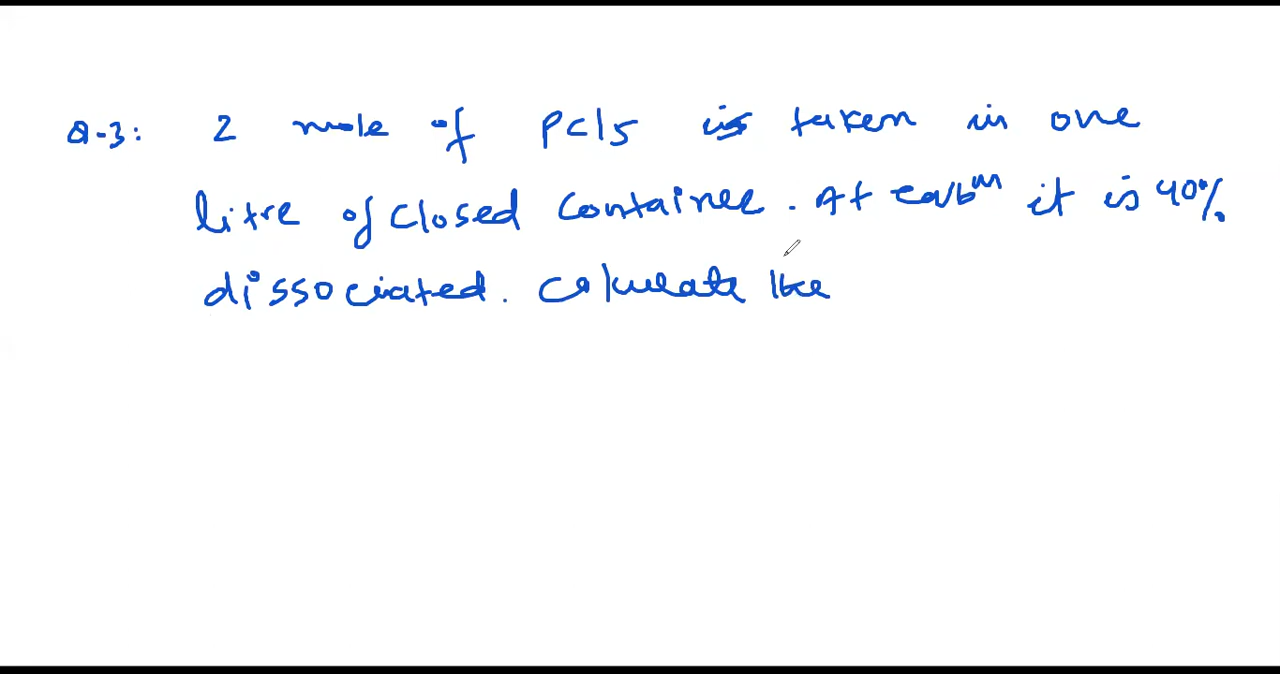 Q-3: 2 mole of PCl5 is taken in one
litre of closed container. At eqlbm it is 40%
dissociated. Calculate the